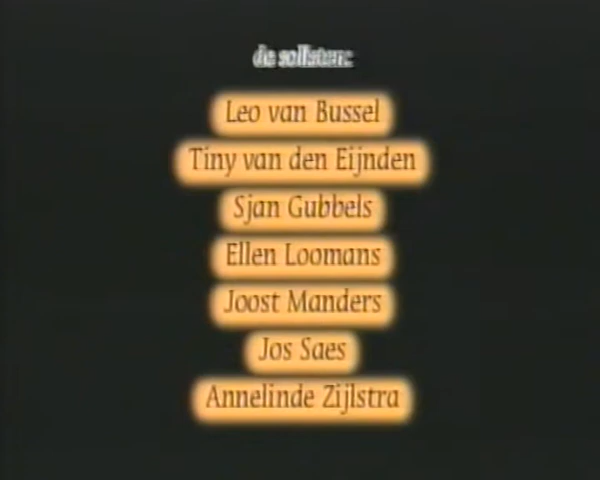 de solisten:
Leo van Bussel
Tiny van den Eijnden
Sjan Gubbels
Ellen Loomans
Joost Manders
Jos Saes
Annelinde Zijlstra